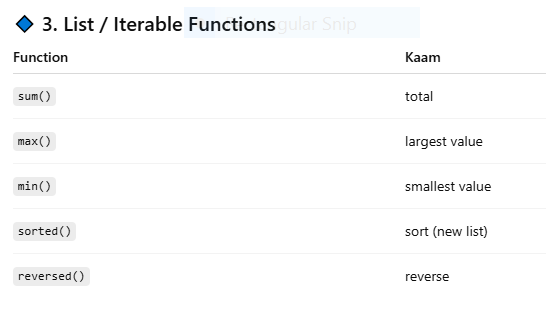 3. List / Iterable Functions
Function Kaam
sum() total
max() largest value
min() smallest value
sorted() sort (new list)
reversed() reverse